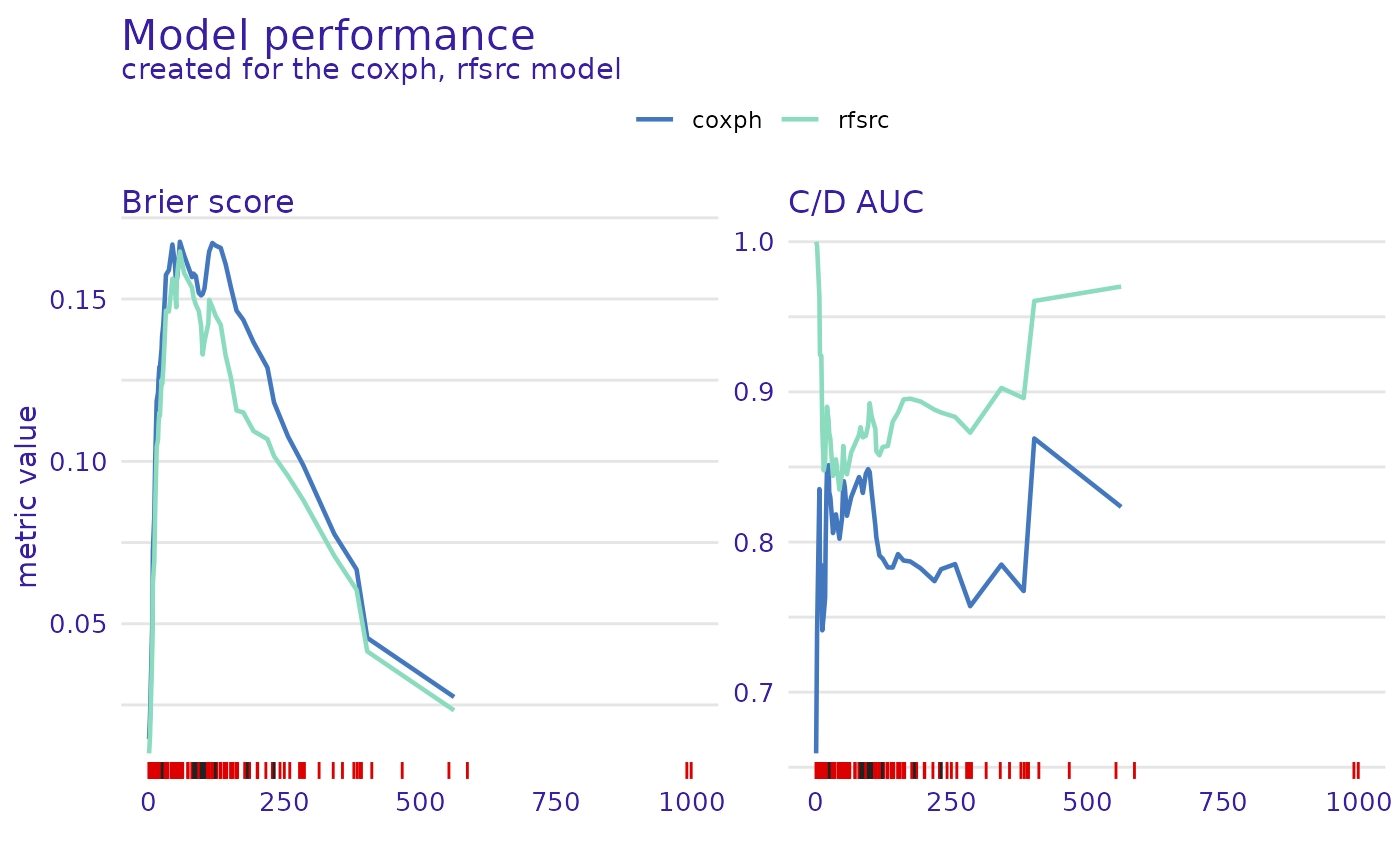 Model performance
created for the coxph, rfsrc model
coxph rfsrc
Brier score
C/D AUC
metric value
0.15
0.10
0.05
0 250 500 750 1000
1.0
0.9
0.8
0.7
0 250 500 750 1000